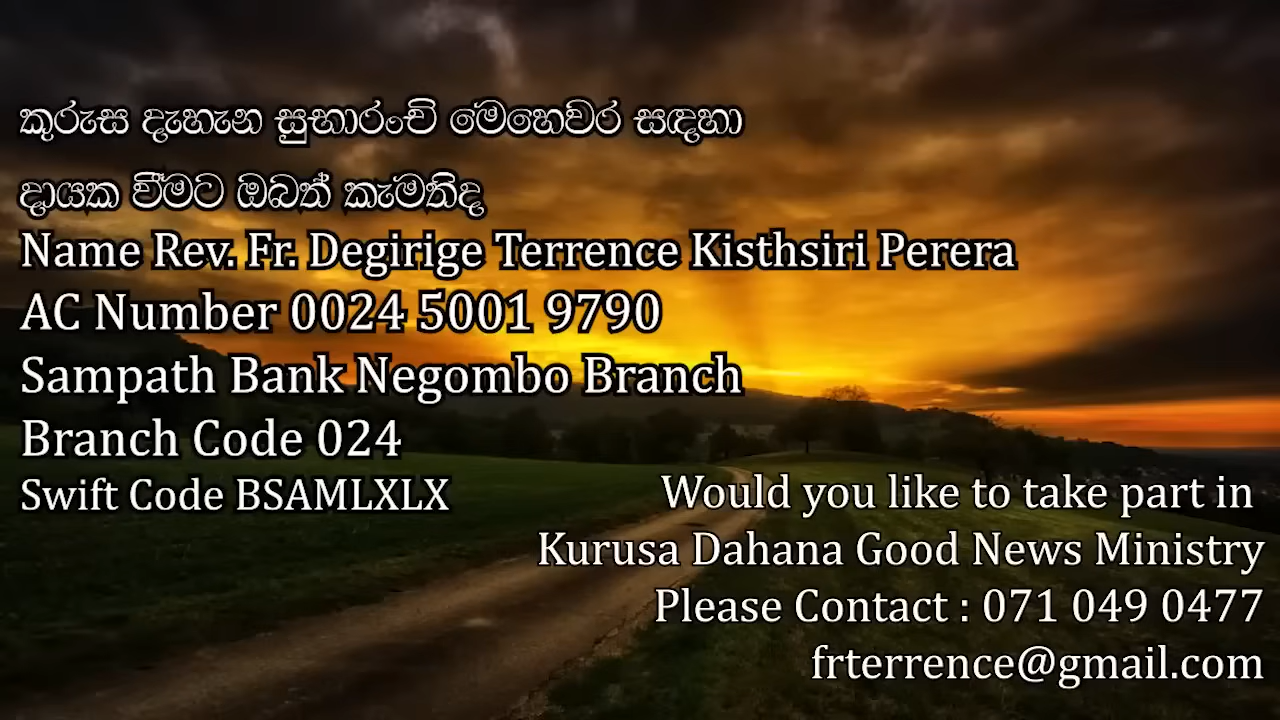 කුරුස දැහැන සුභාරංචි මෙහෙවර සඳහා
දායක වීමට ඔබත් කැමතිද
Name Rev. Fr. Degirige Terrence Kisthsiri Perera
AC Number 0024 5001 9790
Sampath Bank Negombo Branch
Branch Code 024
Swift Code BSAMLXLX
Would you like to take part in
Kurusa Dahana Good News Ministry
Please Contact : 071 049 0477
frterrence@gmail.com